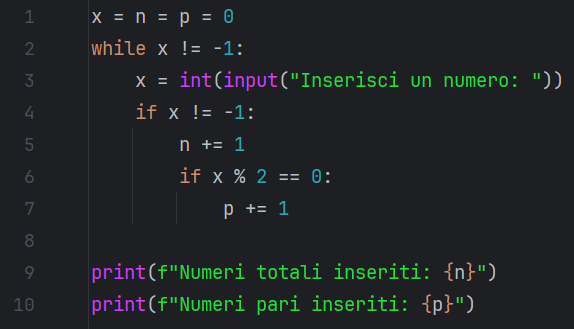 1 x = n = p = 0
2 while x != -1:
3     x = int(input("Inserisci un numero: "))
4     if x != -1:
5         n += 1
6         if x % 2 == 0:
7             p += 1
8
9 print(f"Numeri totali inseriti: {n}")
10 print(f"Numeri pari inseriti: {p}")